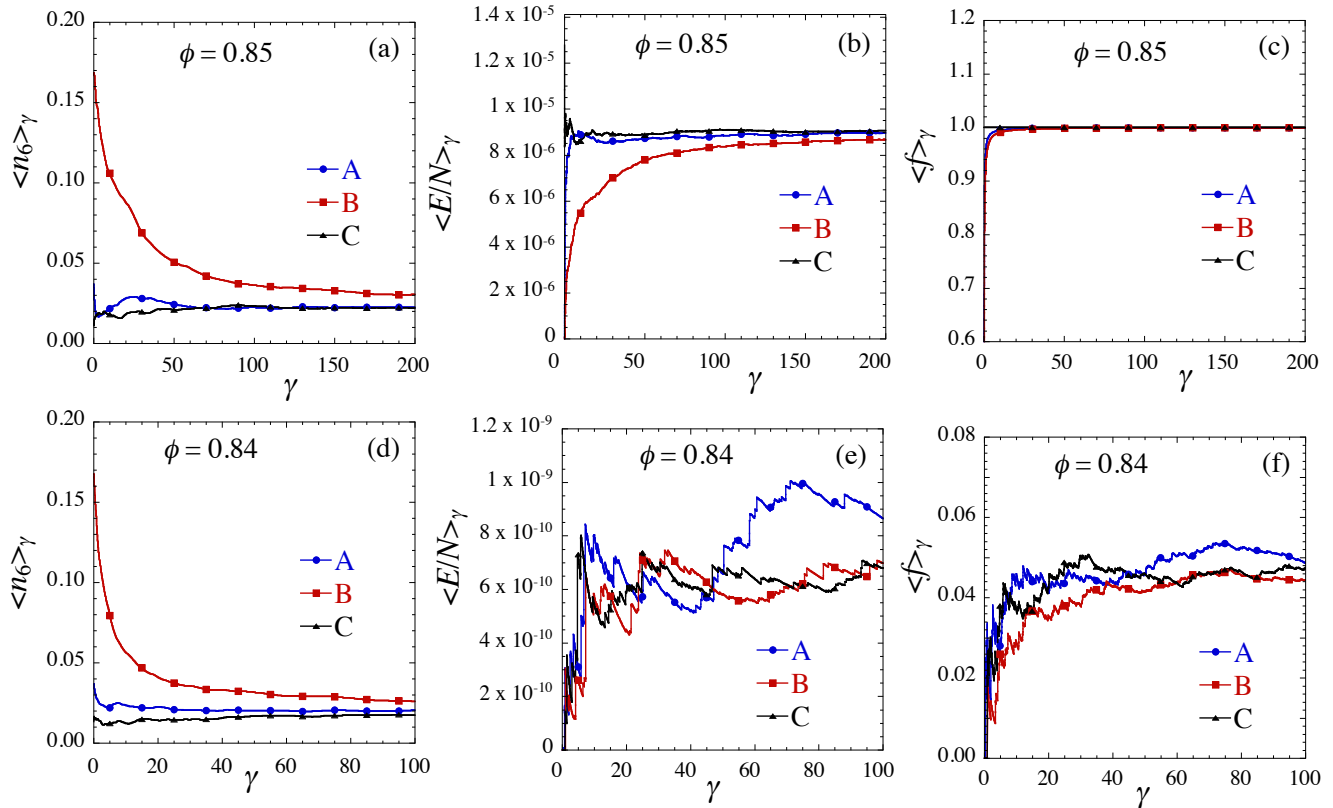 (a)
ϕ = 0.85
<n₆>γ
0.20
0.15
0.10
0.05
0.00
A
B
C
0 50 100 150 200
γ
(b)
ϕ = 0.85
<E/N>γ
1.4 x 10⁻⁵
1.2 x 10⁻⁵
1 x 10⁻⁵
8 x 10⁻⁶
6 x 10⁻⁶
4 x 10⁻⁶
2 x 10⁻⁶
0
A
B
C
0 50 100 150 200
γ
(c)
ϕ = 0.85
<f>γ
1.2
1.1
1.0
0.9
0.8
0.7
0.6
A
B
C
0 50 100 150 200
γ
(d)
ϕ = 0.84
<n₆>γ
0.20
0.15
0.10
0.05
0.00
A
B
C
0 20 40 60 80 100
γ
(e)
ϕ = 0.84
<E/N>γ
1.2 x 10⁻⁹
1 x 10⁻⁹
8 x 10⁻¹⁰
6 x 10⁻¹⁰
4 x 10⁻¹⁰
2 x 10⁻¹⁰
0
A
B
C
0 20 40 60 80 100
γ
(f)
ϕ = 0.84
<f>γ
0.08
0.06
0.04
0.02
0.00
A
B
C
0 20 40 60 80 100
γ